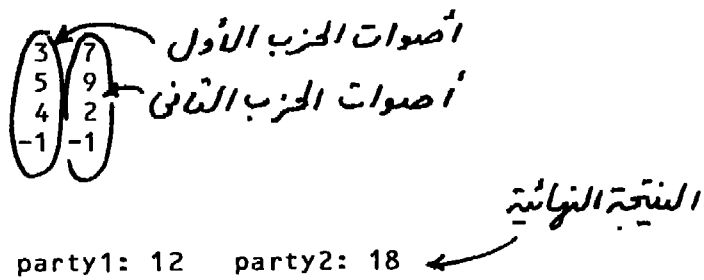 أصوات الحزب الأول
3 7
5 9
أصوات الحزب الثانى
4 2
-1 -1
النتيجة النهائية
party1: 12 party2: 18